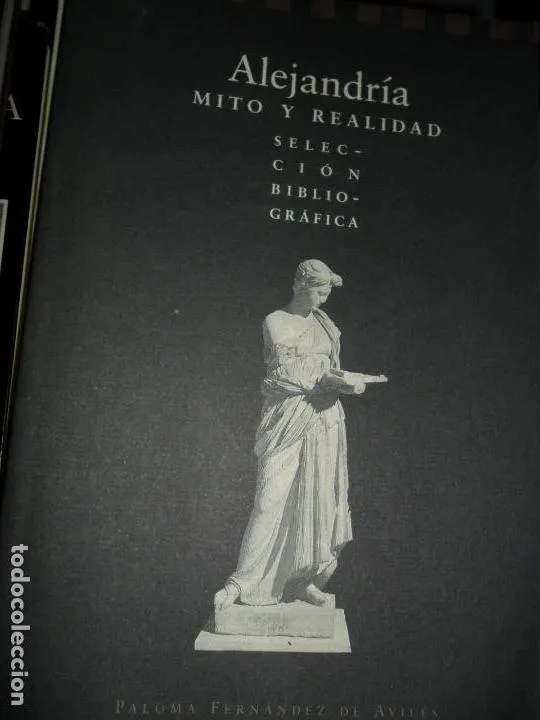 Alejandría
MITO Y REALIDAD
SELEC-
CIÓN
BIBLIO-
GRÁFICA
PALOMA FERNÁNDEZ DE AVILÉS
todocoleccion
A